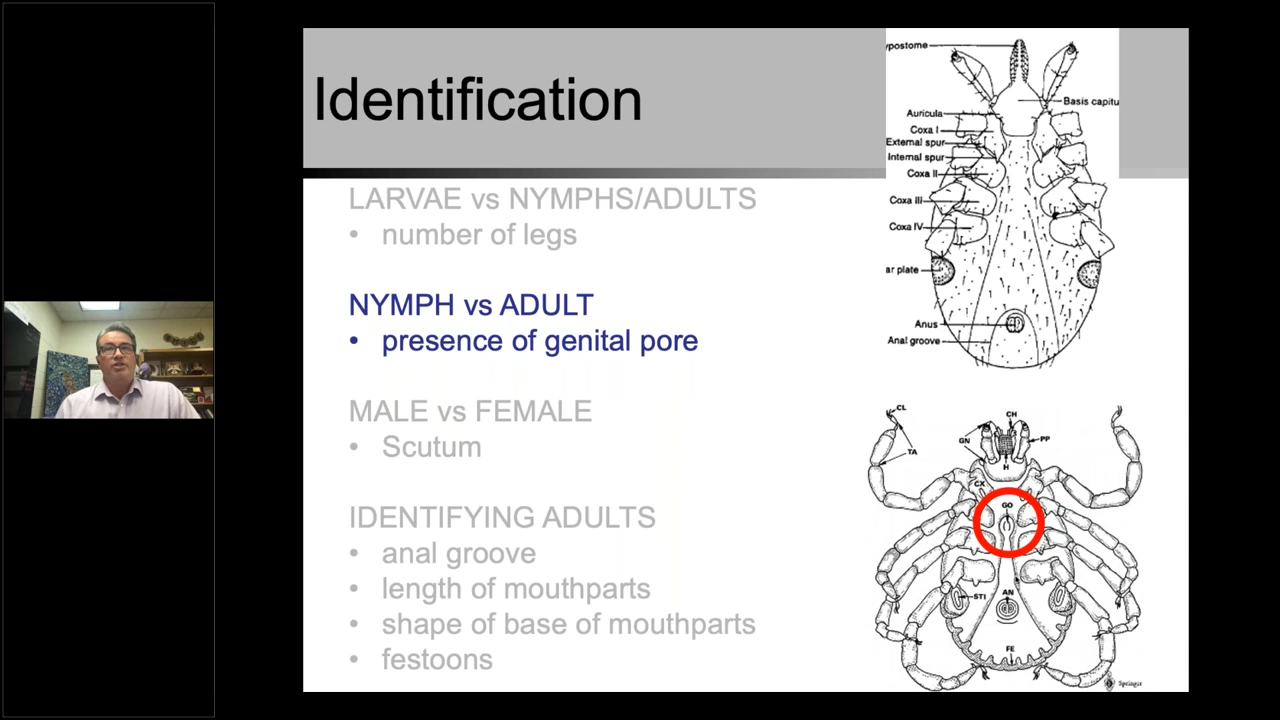 Identification
LARVAE vs NYMPHS/ADULTS
• number of legs
NYMPH vs ADULT
• presence of genital pore
MALE vs FEMALE
• Scutum
IDENTIFYING ADULTS
• anal groove
• length of mouthparts
• shape of base of mouthparts
• festoons
ypostome
Basis capitu
Auricula
Coxa I
External spur
Internal spur
Coxa II
Coxa III
Coxa IV
ar plate
Anus
Anal groove
CL
CH
GN
PP
TA
H
CX
GO
STI
AN
FE
Springer